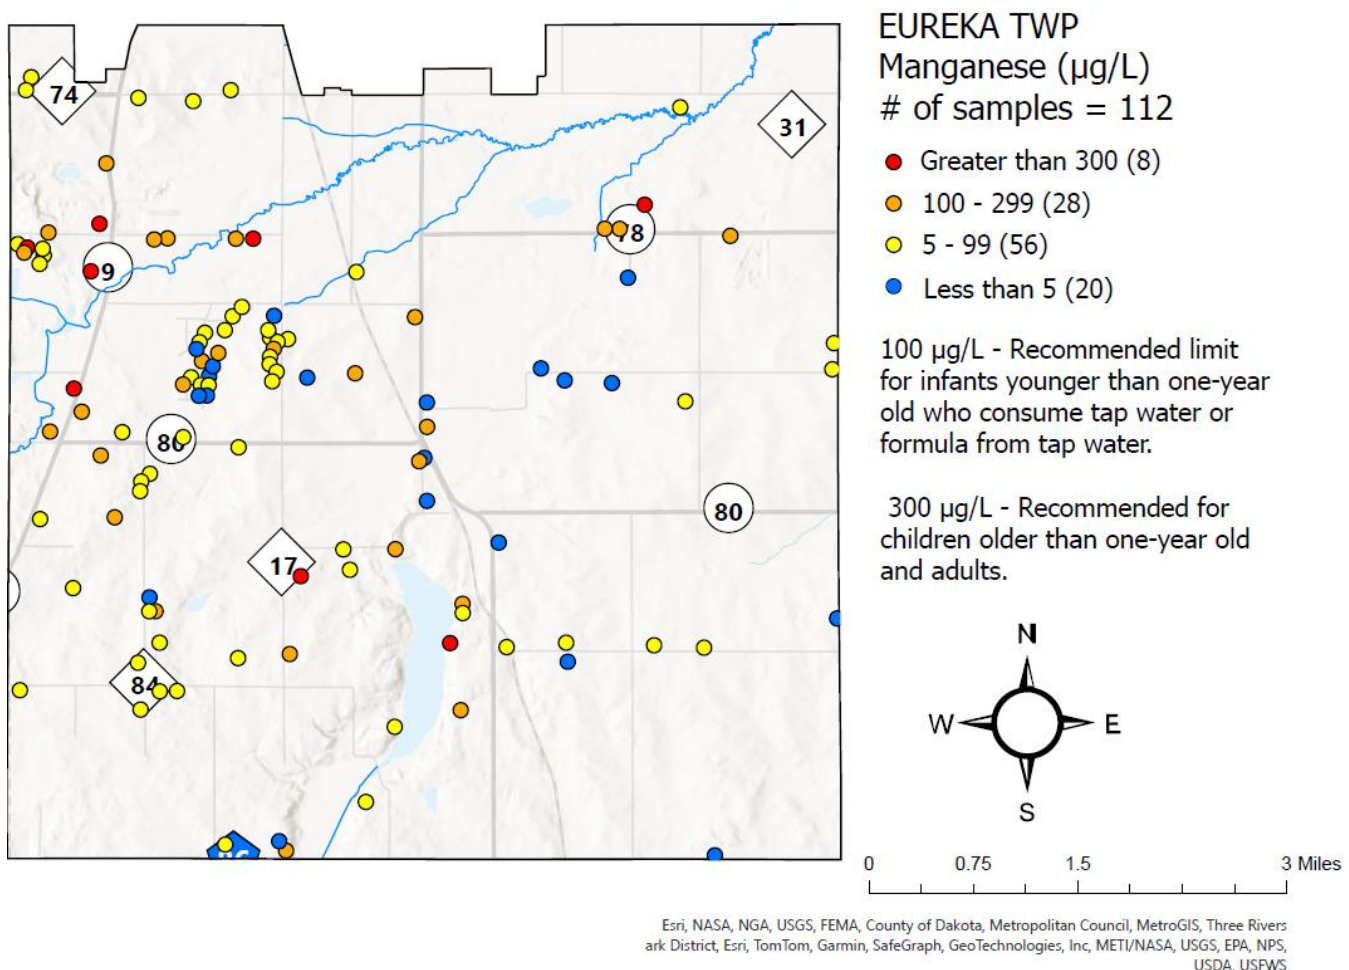 EUREKA TWP
Manganese (µg/L)
# of samples = 112
Greater than 300 (8)
100 - 299 (28)
5 - 99 (56)
Less than 5 (20)
100 µg/L - Recommended limit
for infants younger than one-year
old who consume tap water or
formula from tap water.
300 µg/L - Recommended for
children older than one-year old
and adults.
74
31
78
9
80
80
17
84
N
W E
S
0 0.75 1.5 3 Miles
Esri, NASA, NGA, USGS, FEMA, County of Dakota, Metropolitan Council, MetroGIS, Three Rivers
ark District, Esri, TomTom, Garmin, SafeGraph, GeoTechnologies, Inc, METI/NASA, USGS, EPA, NPS,
USDA, USFWS